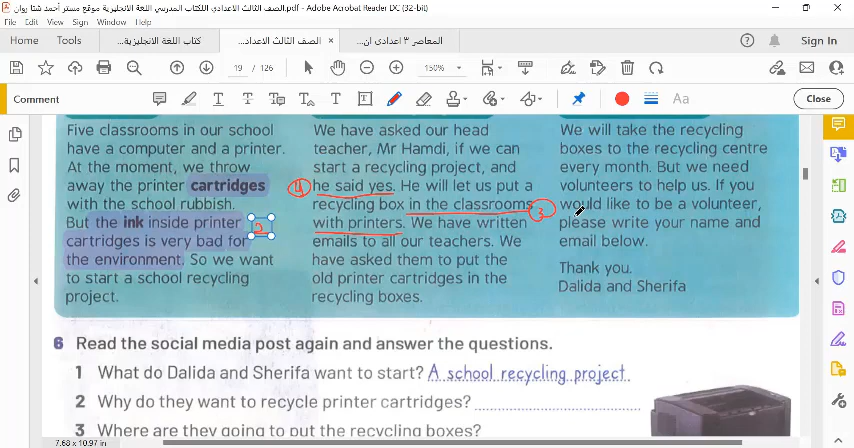 الصف الثالث الاعدادي اللكتاب المدرسي اللغة الانجليزية موقع مستر أحمد شتا روان.pdf - Adobe Acrobat Reader DC (32-bit)
File Edit View Sign Window Help
Home Tools كتاب اللغة الانجليزية... الصف الثالث الاعداد... × المعاصر ٣ اعدادى ان... Sign In
19 / 126 150%
Comment Aa Close
Five classrooms in our school
have a computer and a printer.
At the moment, we throw
away the printer cartridges
with the school rubbish.
But the ink inside printer 2
cartridges is very bad for
the environment. So we want
to start a school recycling
project.
We have asked our head
teacher, Mr Hamdi, if we can
start a recycling project, and
4 he said yes. He will let us put a
recycling box in the classrooms 3
with printers. We have written
emails to all our teachers. We
have asked them to put the
old printer cartridges in the
recycling boxes.
We will take the recycling
boxes to the recycling centre
every month. But we need
volunteers to help us. If you
would like to be a volunteer,
please write your name and
email below.
Thank you.
Dalida and Sherifa
6 Read the social media post again and answer the questions.
1 What do Dalida and Sherifa want to start? A school recycling project.
2 Why do they want to recycle printer cartridges?
3 Where are they going to put the recycling boxes?
7.68 x 10.97 in